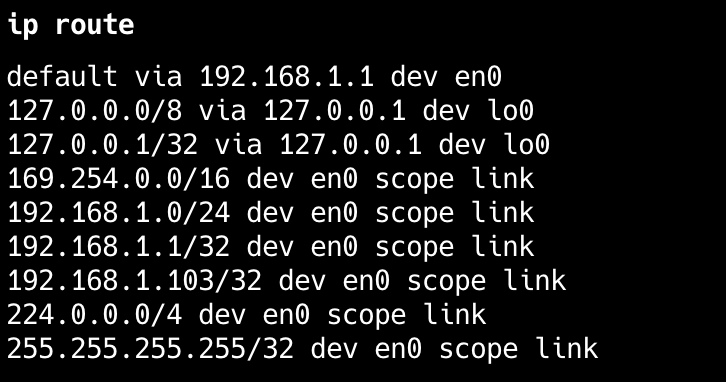 ip route
default via 192.168.1.1 dev en0
127.0.0.0/8 via 127.0.0.1 dev lo0
127.0.0.1/32 via 127.0.0.1 dev lo0
169.254.0.0/16 dev en0 scope link
192.168.1.0/24 dev en0 scope link
192.168.1.1/32 dev en0 scope link
192.168.1.103/32 dev en0 scope link
224.0.0.0/4 dev en0 scope link
255.255.255.255/32 dev en0 scope link